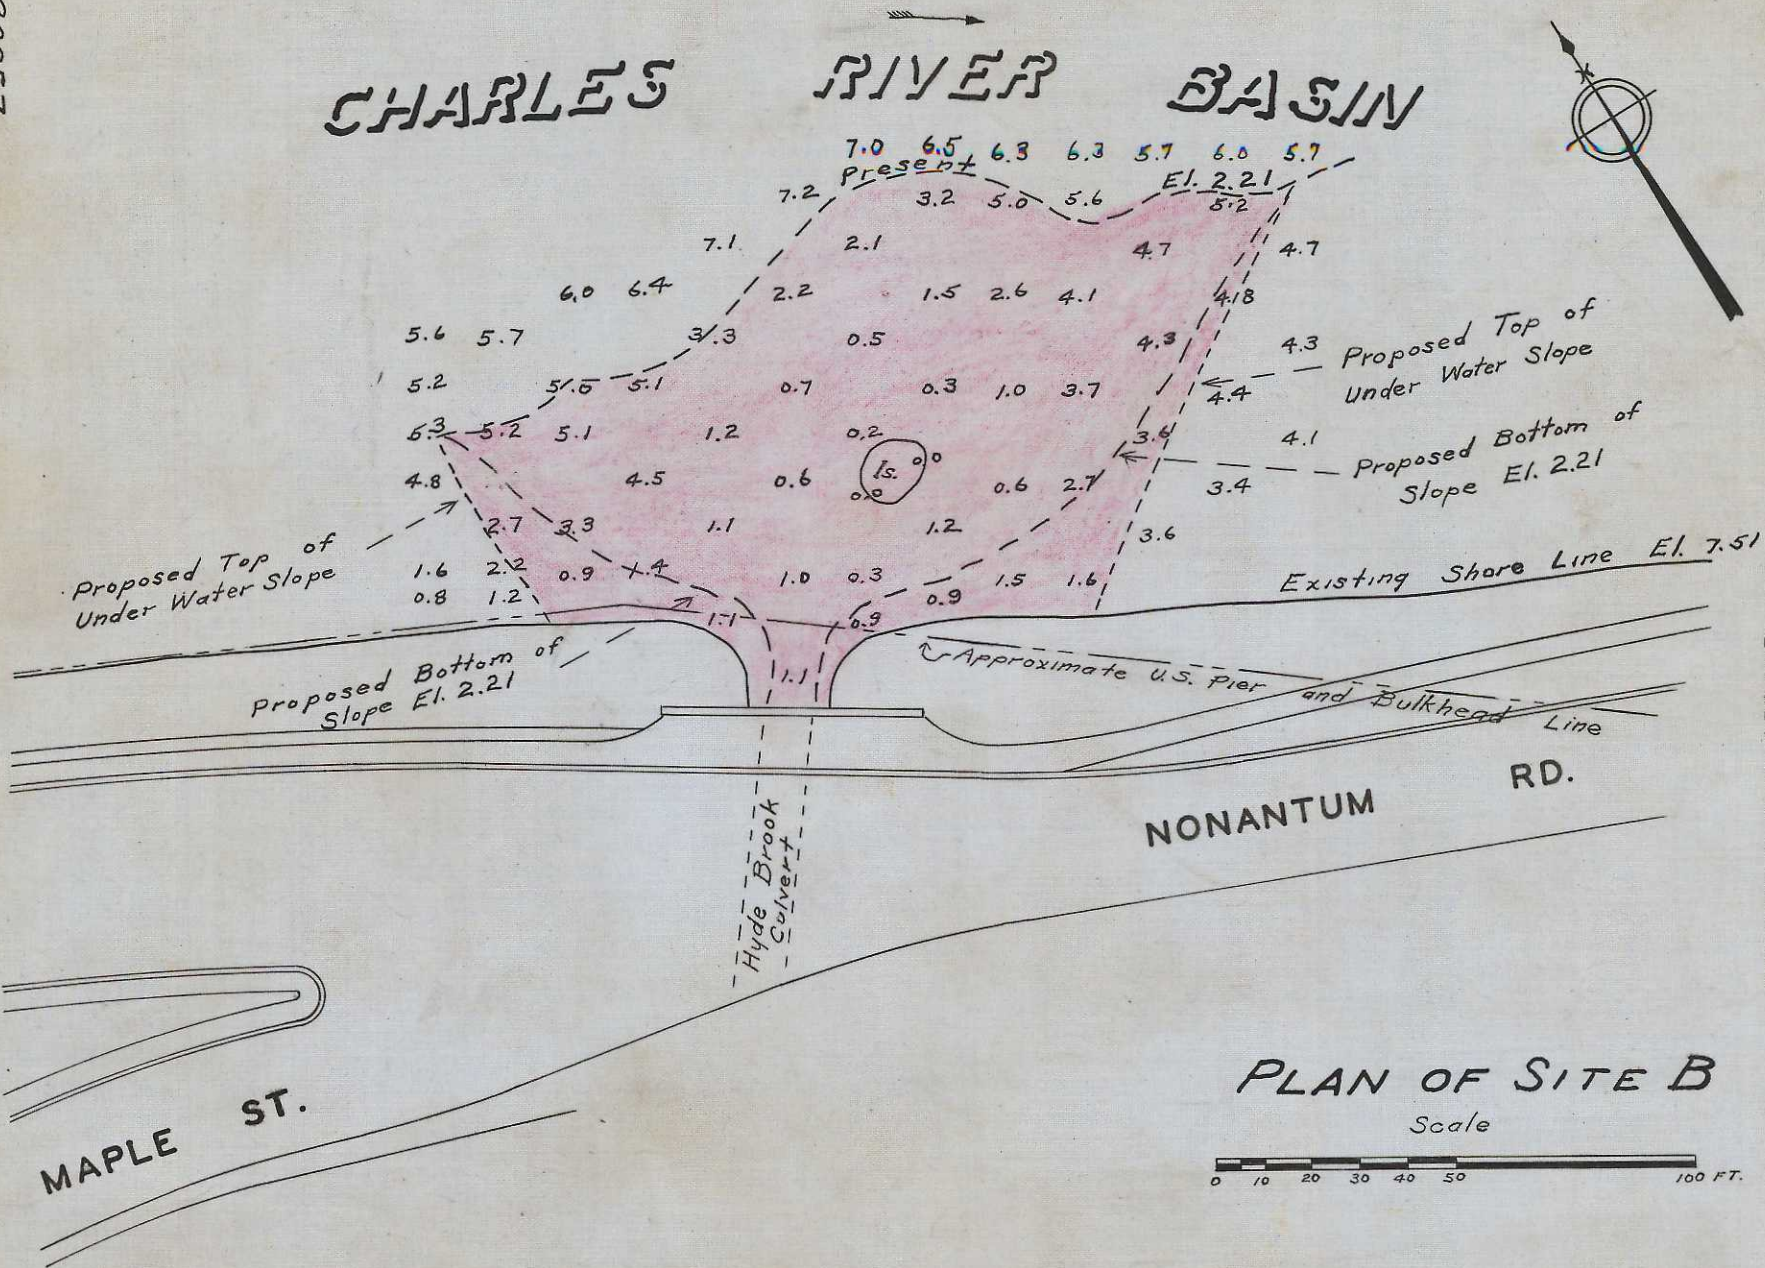 CHARLES RIVER BASIN
7.0 6.5 6.3 6.3 5.7 6.0 5.7
Present El. 2.21
7.2 3.2 5.0 5.6 5.2
7.1 2.1 4.7 4.7
6.0 6.4 2.2 1.5 2.6 4.1 4.8
5.6 5.7 3.3 0.5 4.3 4.3
Proposed Top of
Under Water Slope
5.2 5.1 0.7 0.3 1.0 3.7 4.4
5.2 5.1 1.2 0.2 3.6 4.1
Proposed Bottom of
Slope El. 2.21
4.8 4.5 0.6 Is. 0.0 0.0 0.6 2.7 3.4
2.7 3.3 1.1 1.2 3.6
Proposed Top of
Under Water Slope
1.6 2.2 0.9 1.4 1.0 0.3 1.5 1.6
Existing Shore Line El. 7.51
0.8 1.2 0.9
1.1 0.9
1.1
Proposed Bottom of
Slope El. 2.21
Approximate U.S. Pier and Bulkhead Line
NONANTUM RD.
Hyde Brook
Culvert
MAPLE ST.
PLAN OF SITE B
Scale
0 10 20 30 40 50 100 FT.